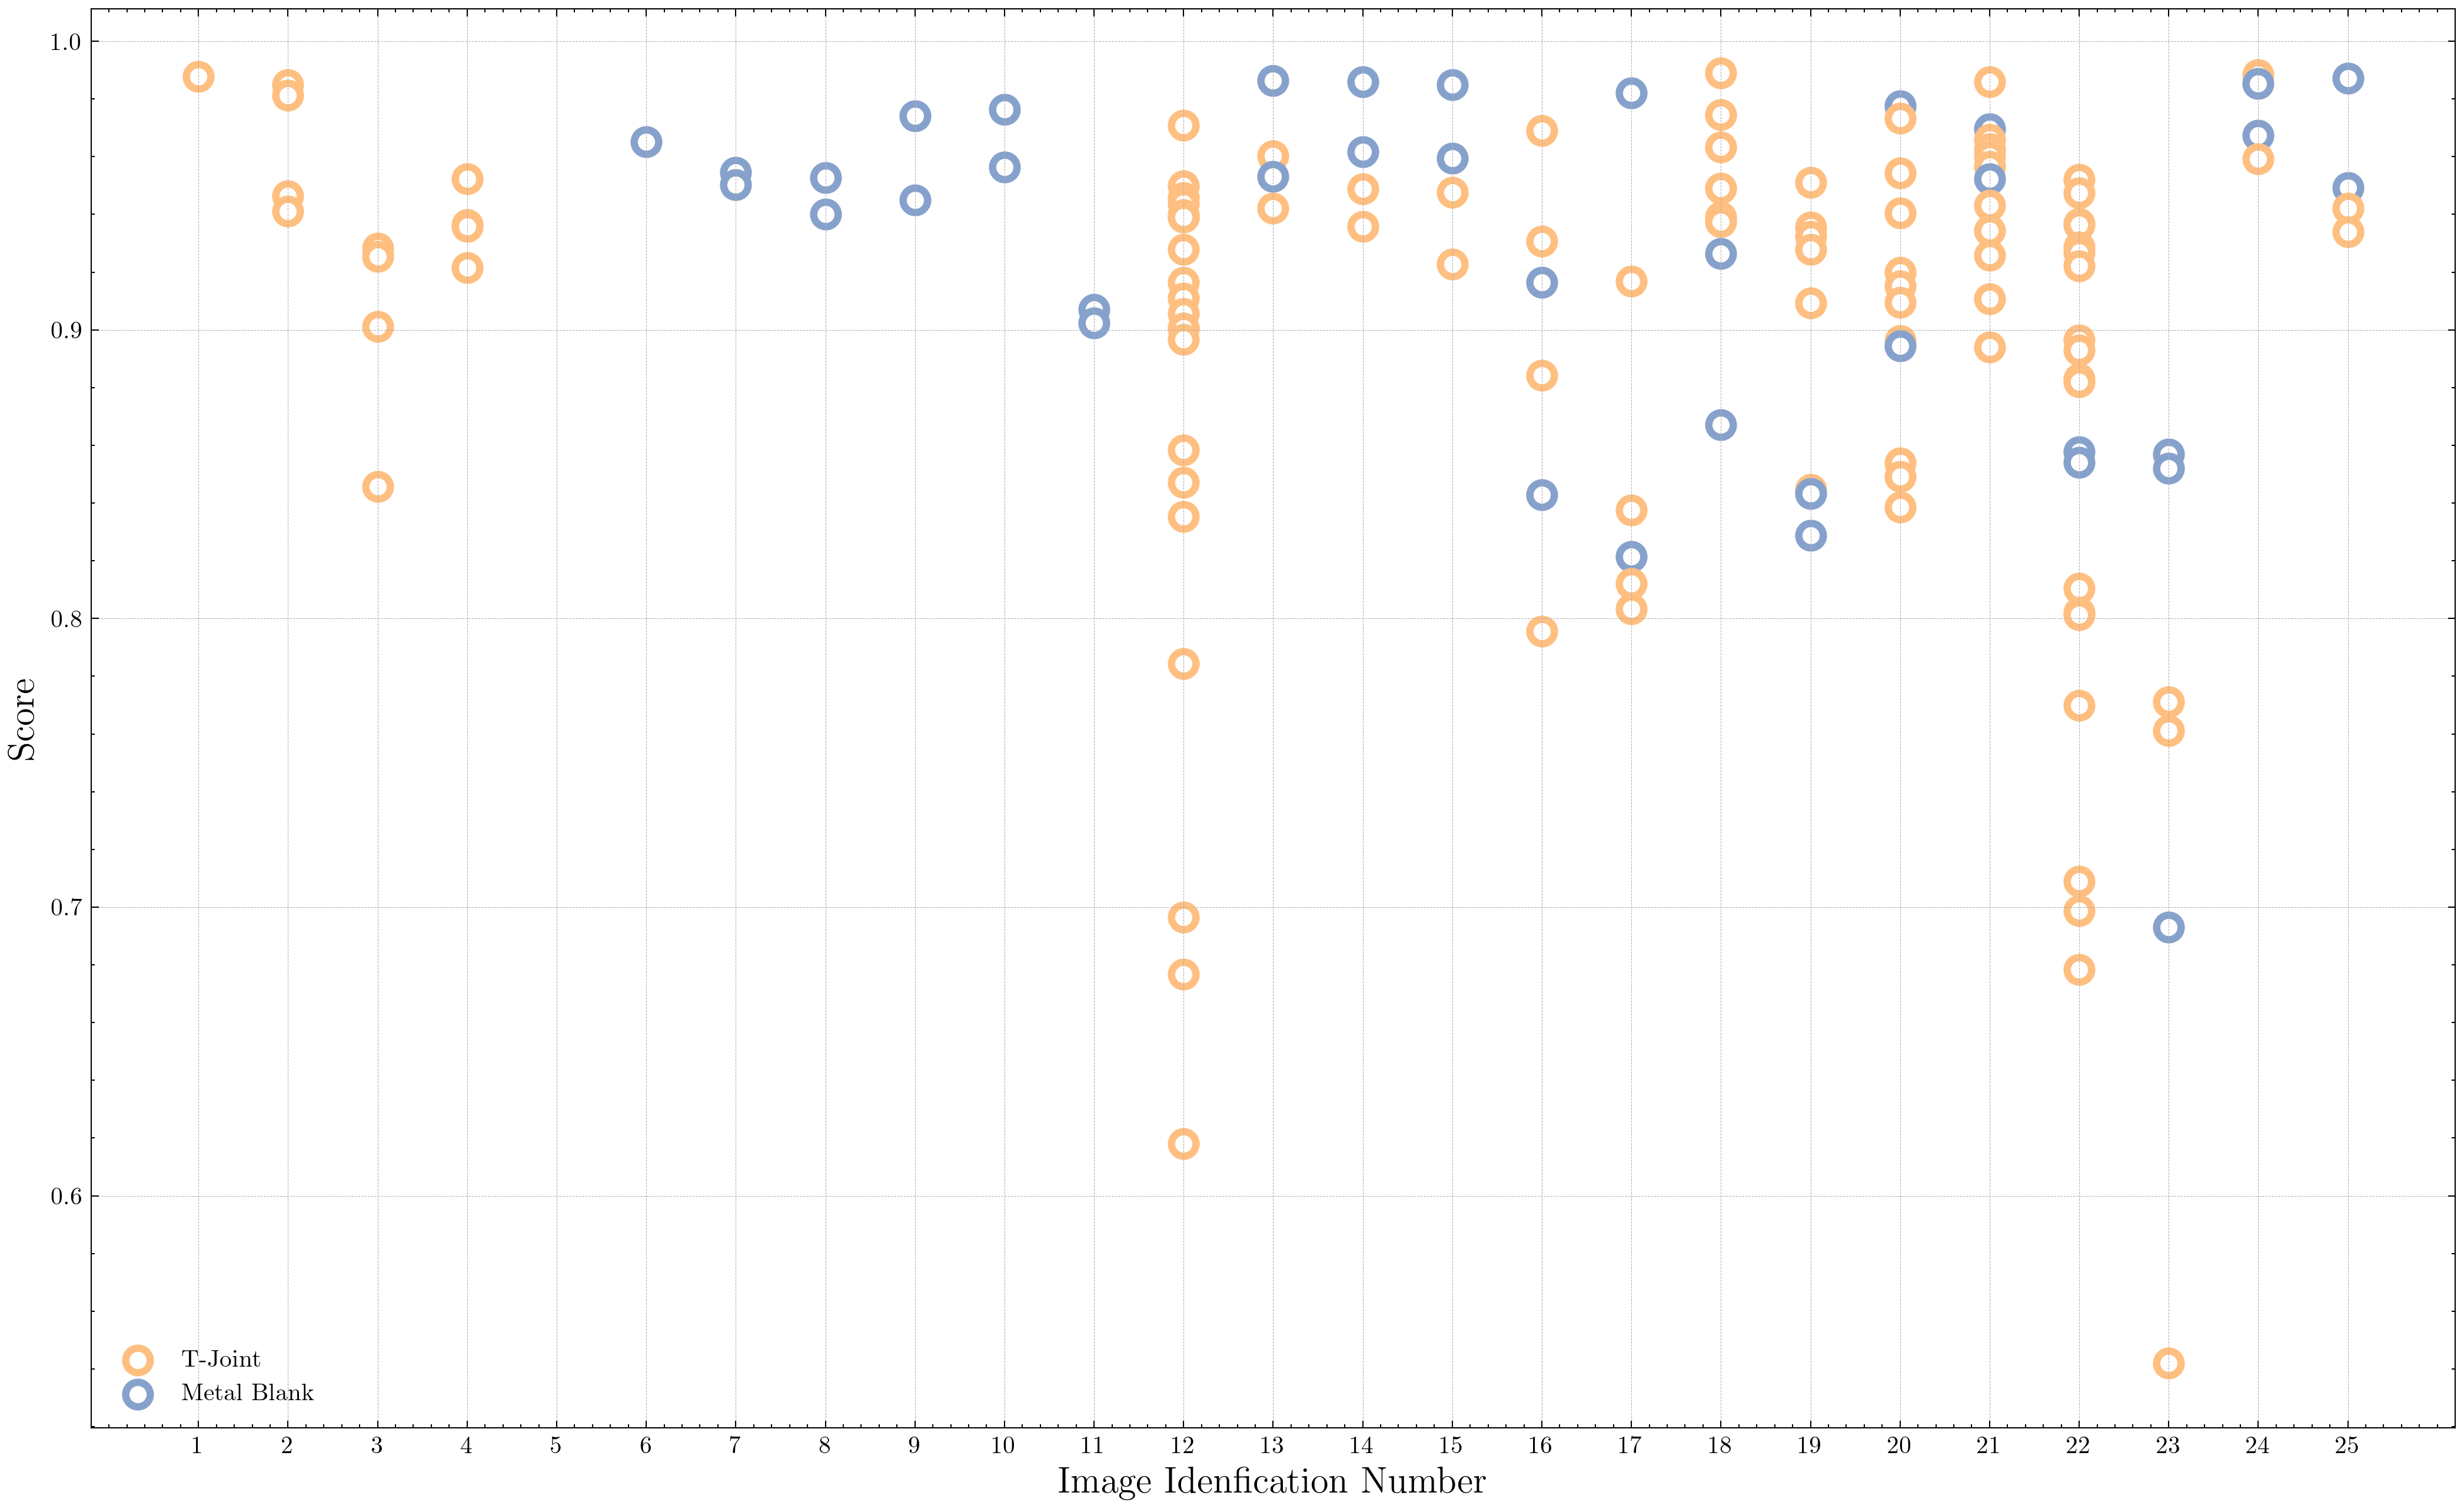 1.0
0.9
0.8
0.7
0.6
Score
T-Joint
Metal Blank
1 2 3 4 5 6 7 8 9 10 11 12 13 14 15 16 17 18 19 20 21 22 23 24 25
Image Idenfication Number